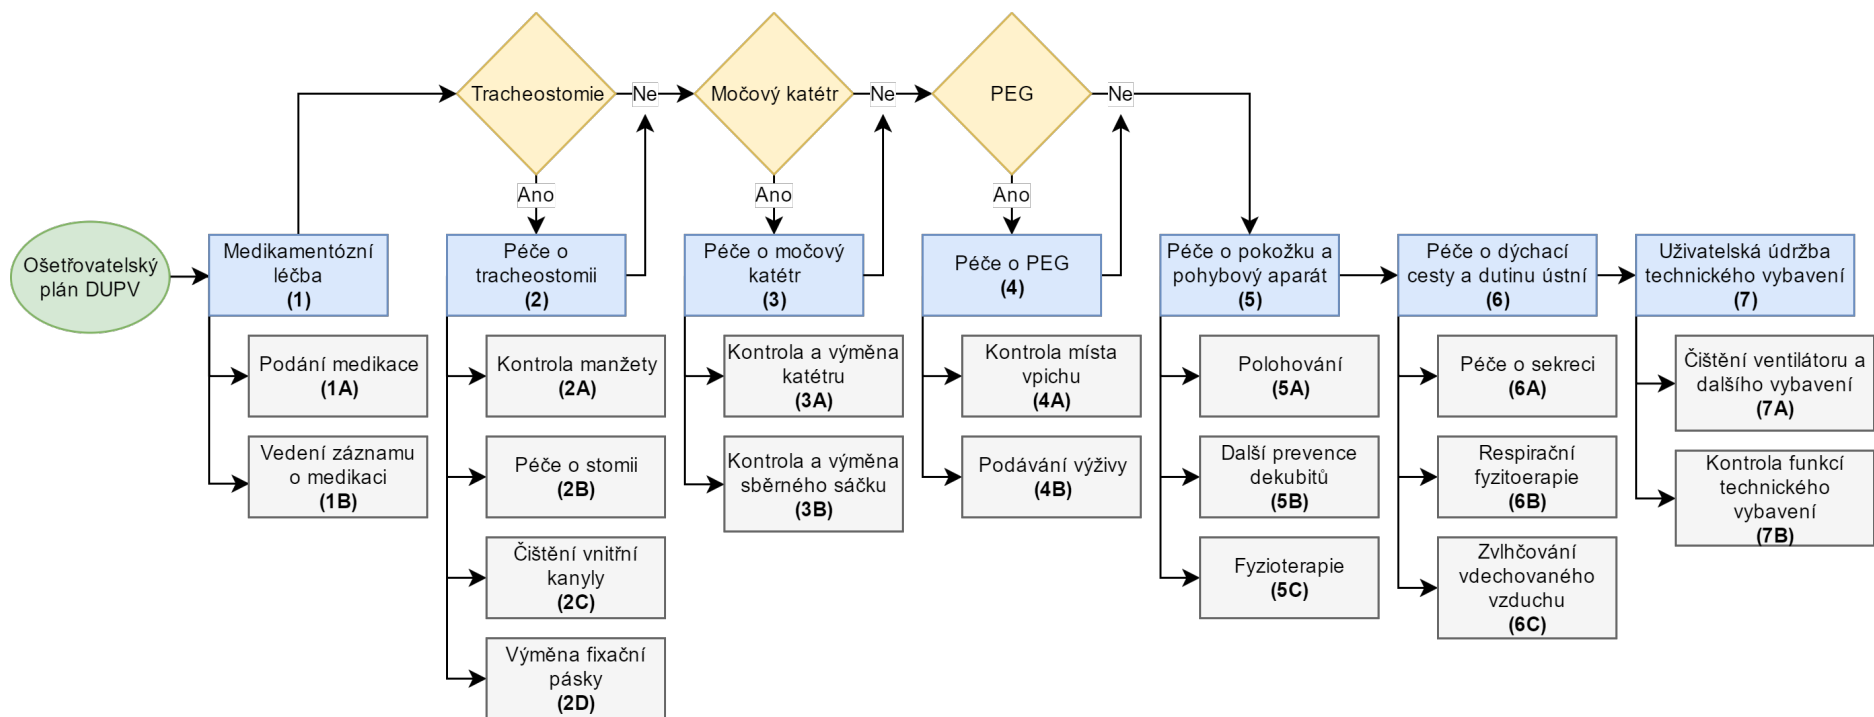 Tracheostomie
Ne
Močový katétr
Ne
PEG
Ne
Ano
Ano
Ano
Ošetřovatelský
plán DUPV
Medikamentózní
léčba
(1)
Podání medikace
(1A)
Vedení záznamu
o medikaci
(1B)
Péče o
tracheostomii
(2)
Kontrola manžety
(2A)
Péče o stomii
(2B)
Čištění vnitřní
kanyly
(2C)
Výměna fixační
pásky
(2D)
Péče o močový
katétr
(3)
Kontrola a výměna
katétru
(3A)
Kontrola a výměna
sběrného sáčku
(3B)
Péče o PEG
(4)
Kontrola místa
vpichu
(4A)
Podávání výživy
(4B)
Péče o pokožku a
pohybový aparát
(5)
Polohování
(5A)
Další prevence
dekubitů
(5B)
Fyzioterapie
(5C)
Péče o dýchací
cesty a dutinu ústní
(6)
Péče o sekreci
(6A)
Respirační
fyzitoerapie
(6B)
Zvlhčování
vdechovaného
vzduchu
(6C)
Uživatelská údržba
technického vybavení
(7)
Čištění ventilátoru a
dalšího vybavení
(7A)
Kontrola funkcí
technického
vybavení
(7B)